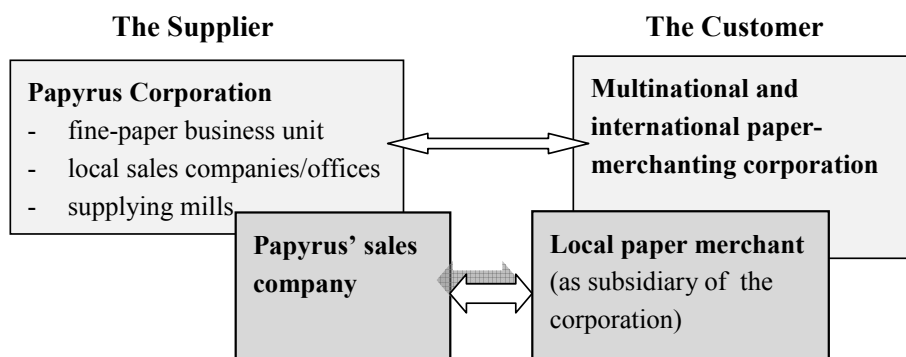 The Supplier
The Customer
Papyrus Corporation
- fine-paper business unit
- local sales companies/offices
- supplying mills
Multinational and
international paper-
merchanting corporation
Papyrus’ sales
company
Local paper merchant
(as subsidiary of the
corporation)